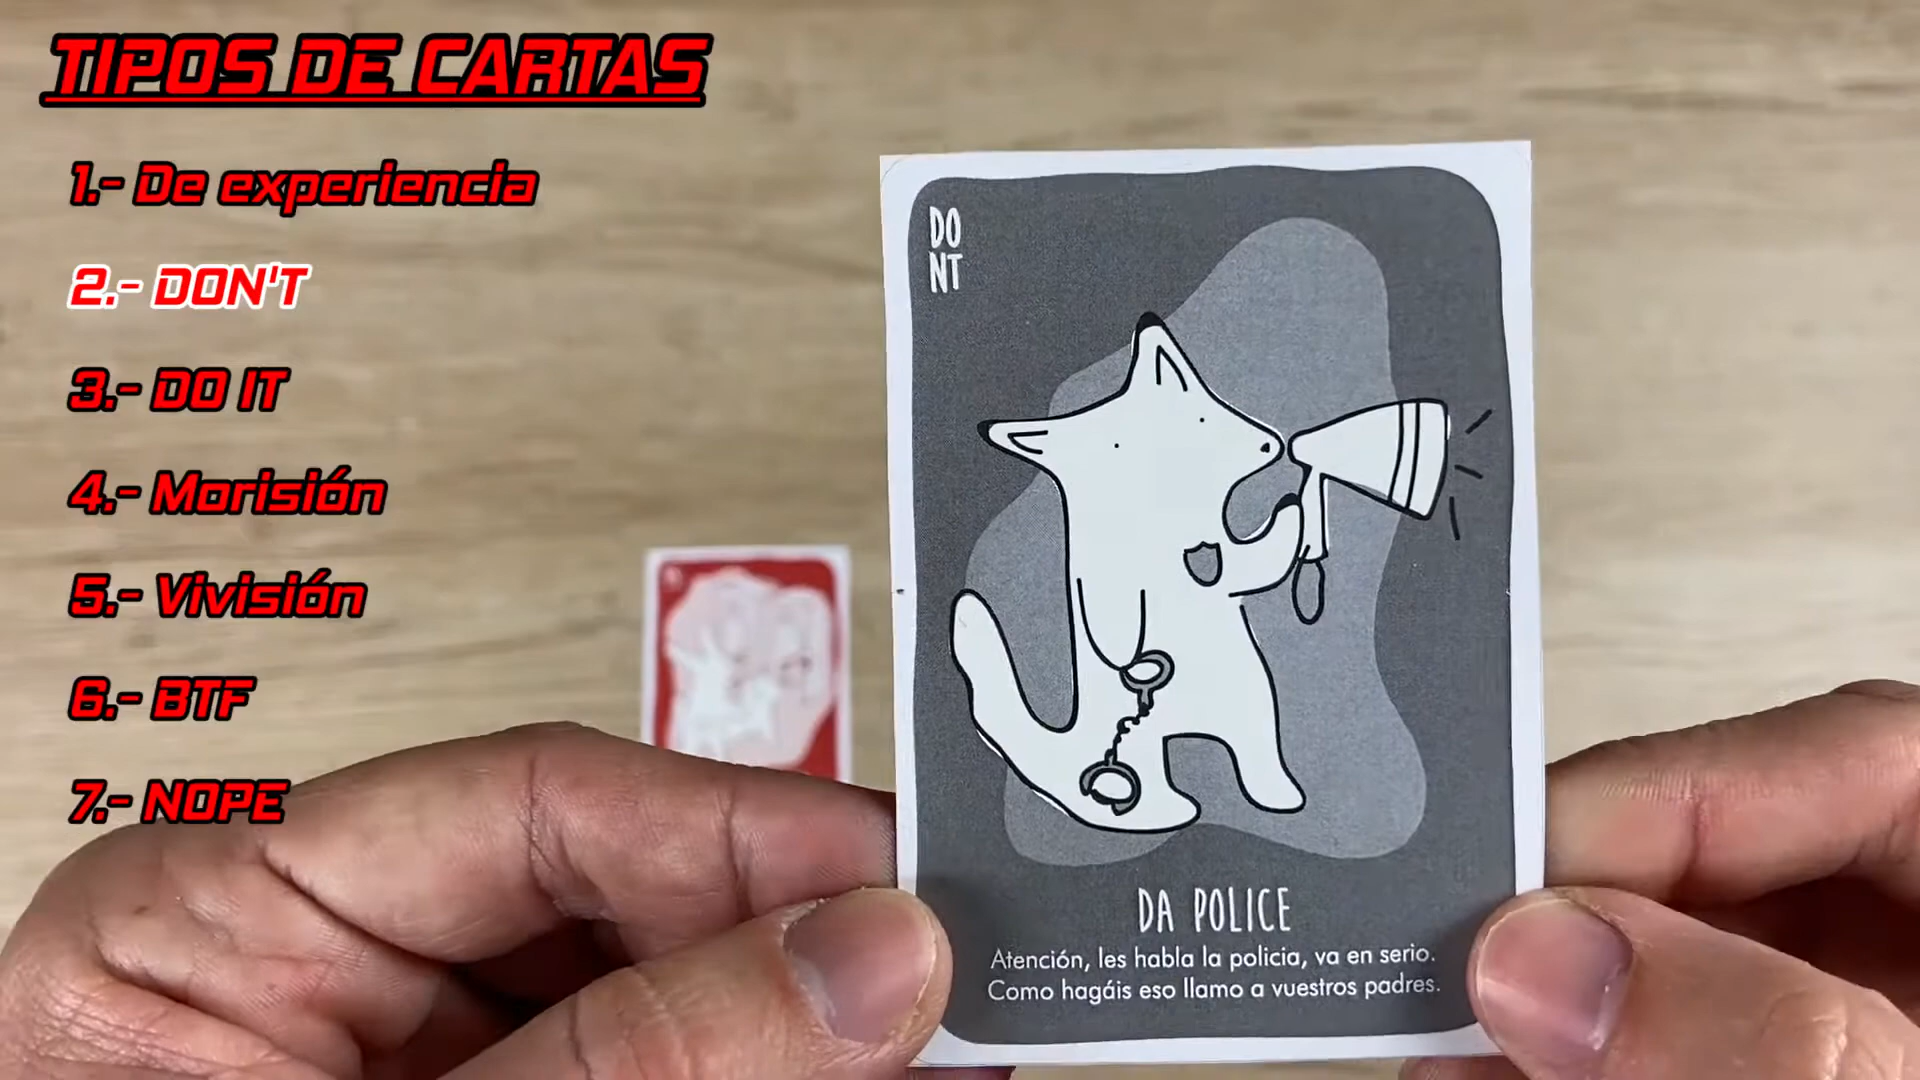 TIPOS DE CARTAS
1.- De experiencia
2.- DON'T
3.- DO IT
4.- Morisión
5.- Vivisión
6.- BTF
7.- NOPE
DO
NT
DA POLICE
Atención, les habla la policia, va en serio.
Como hagáis eso llamo a vuestros padres.